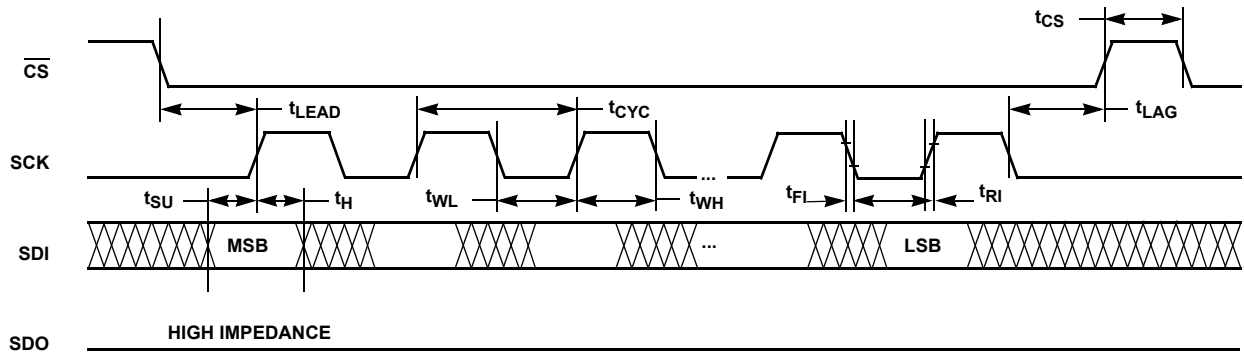 tCS
CS
tLEAD
tCYC
tLAG
SCK
...
tSU
tH
tWL
tWH
tFI
tRI
SDI
MSB
...
LSB
HIGH IMPEDANCE
SDO